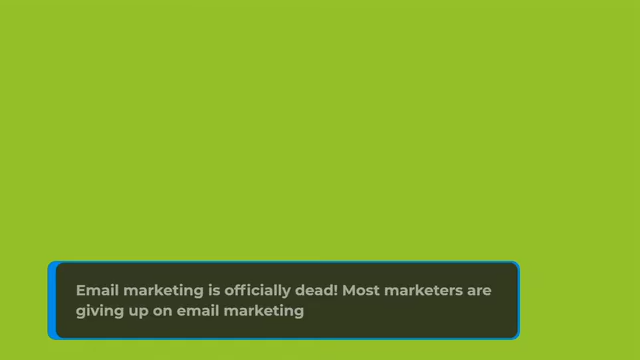 Email marketing is officially dead! Most marketers are
giving up on email marketing